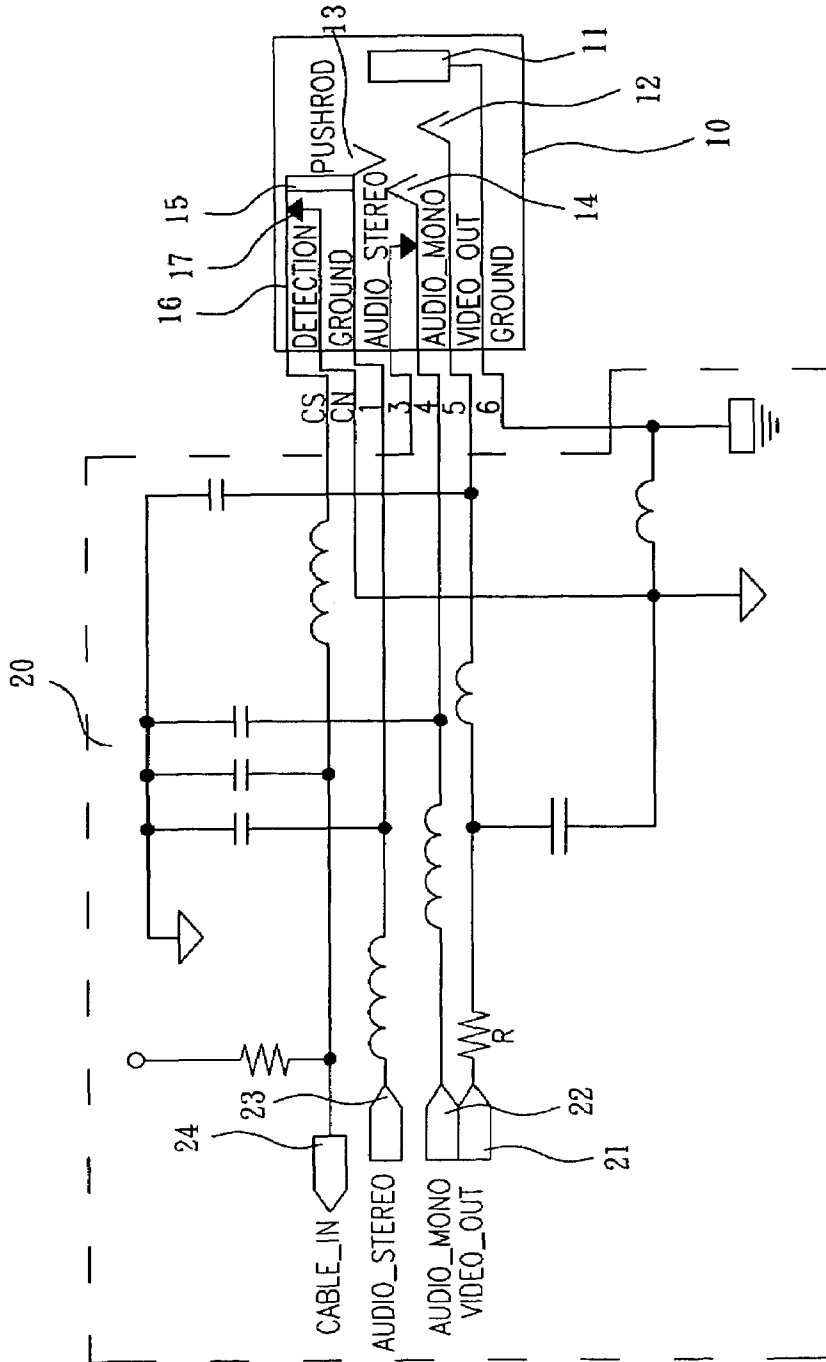 20
CABLE_IN
24
AUDIO_STEREO
23
AUDIO_MONO
22
VIDEO_OUT
21
R
CS
CN
1
3
4
5
6
16
17
15
13
PUSHROD
DETECTION
GROUND
AUDIO_STEREO
AUDIO_MONO
VIDEO_OUT
GROUND
11
12
10
14